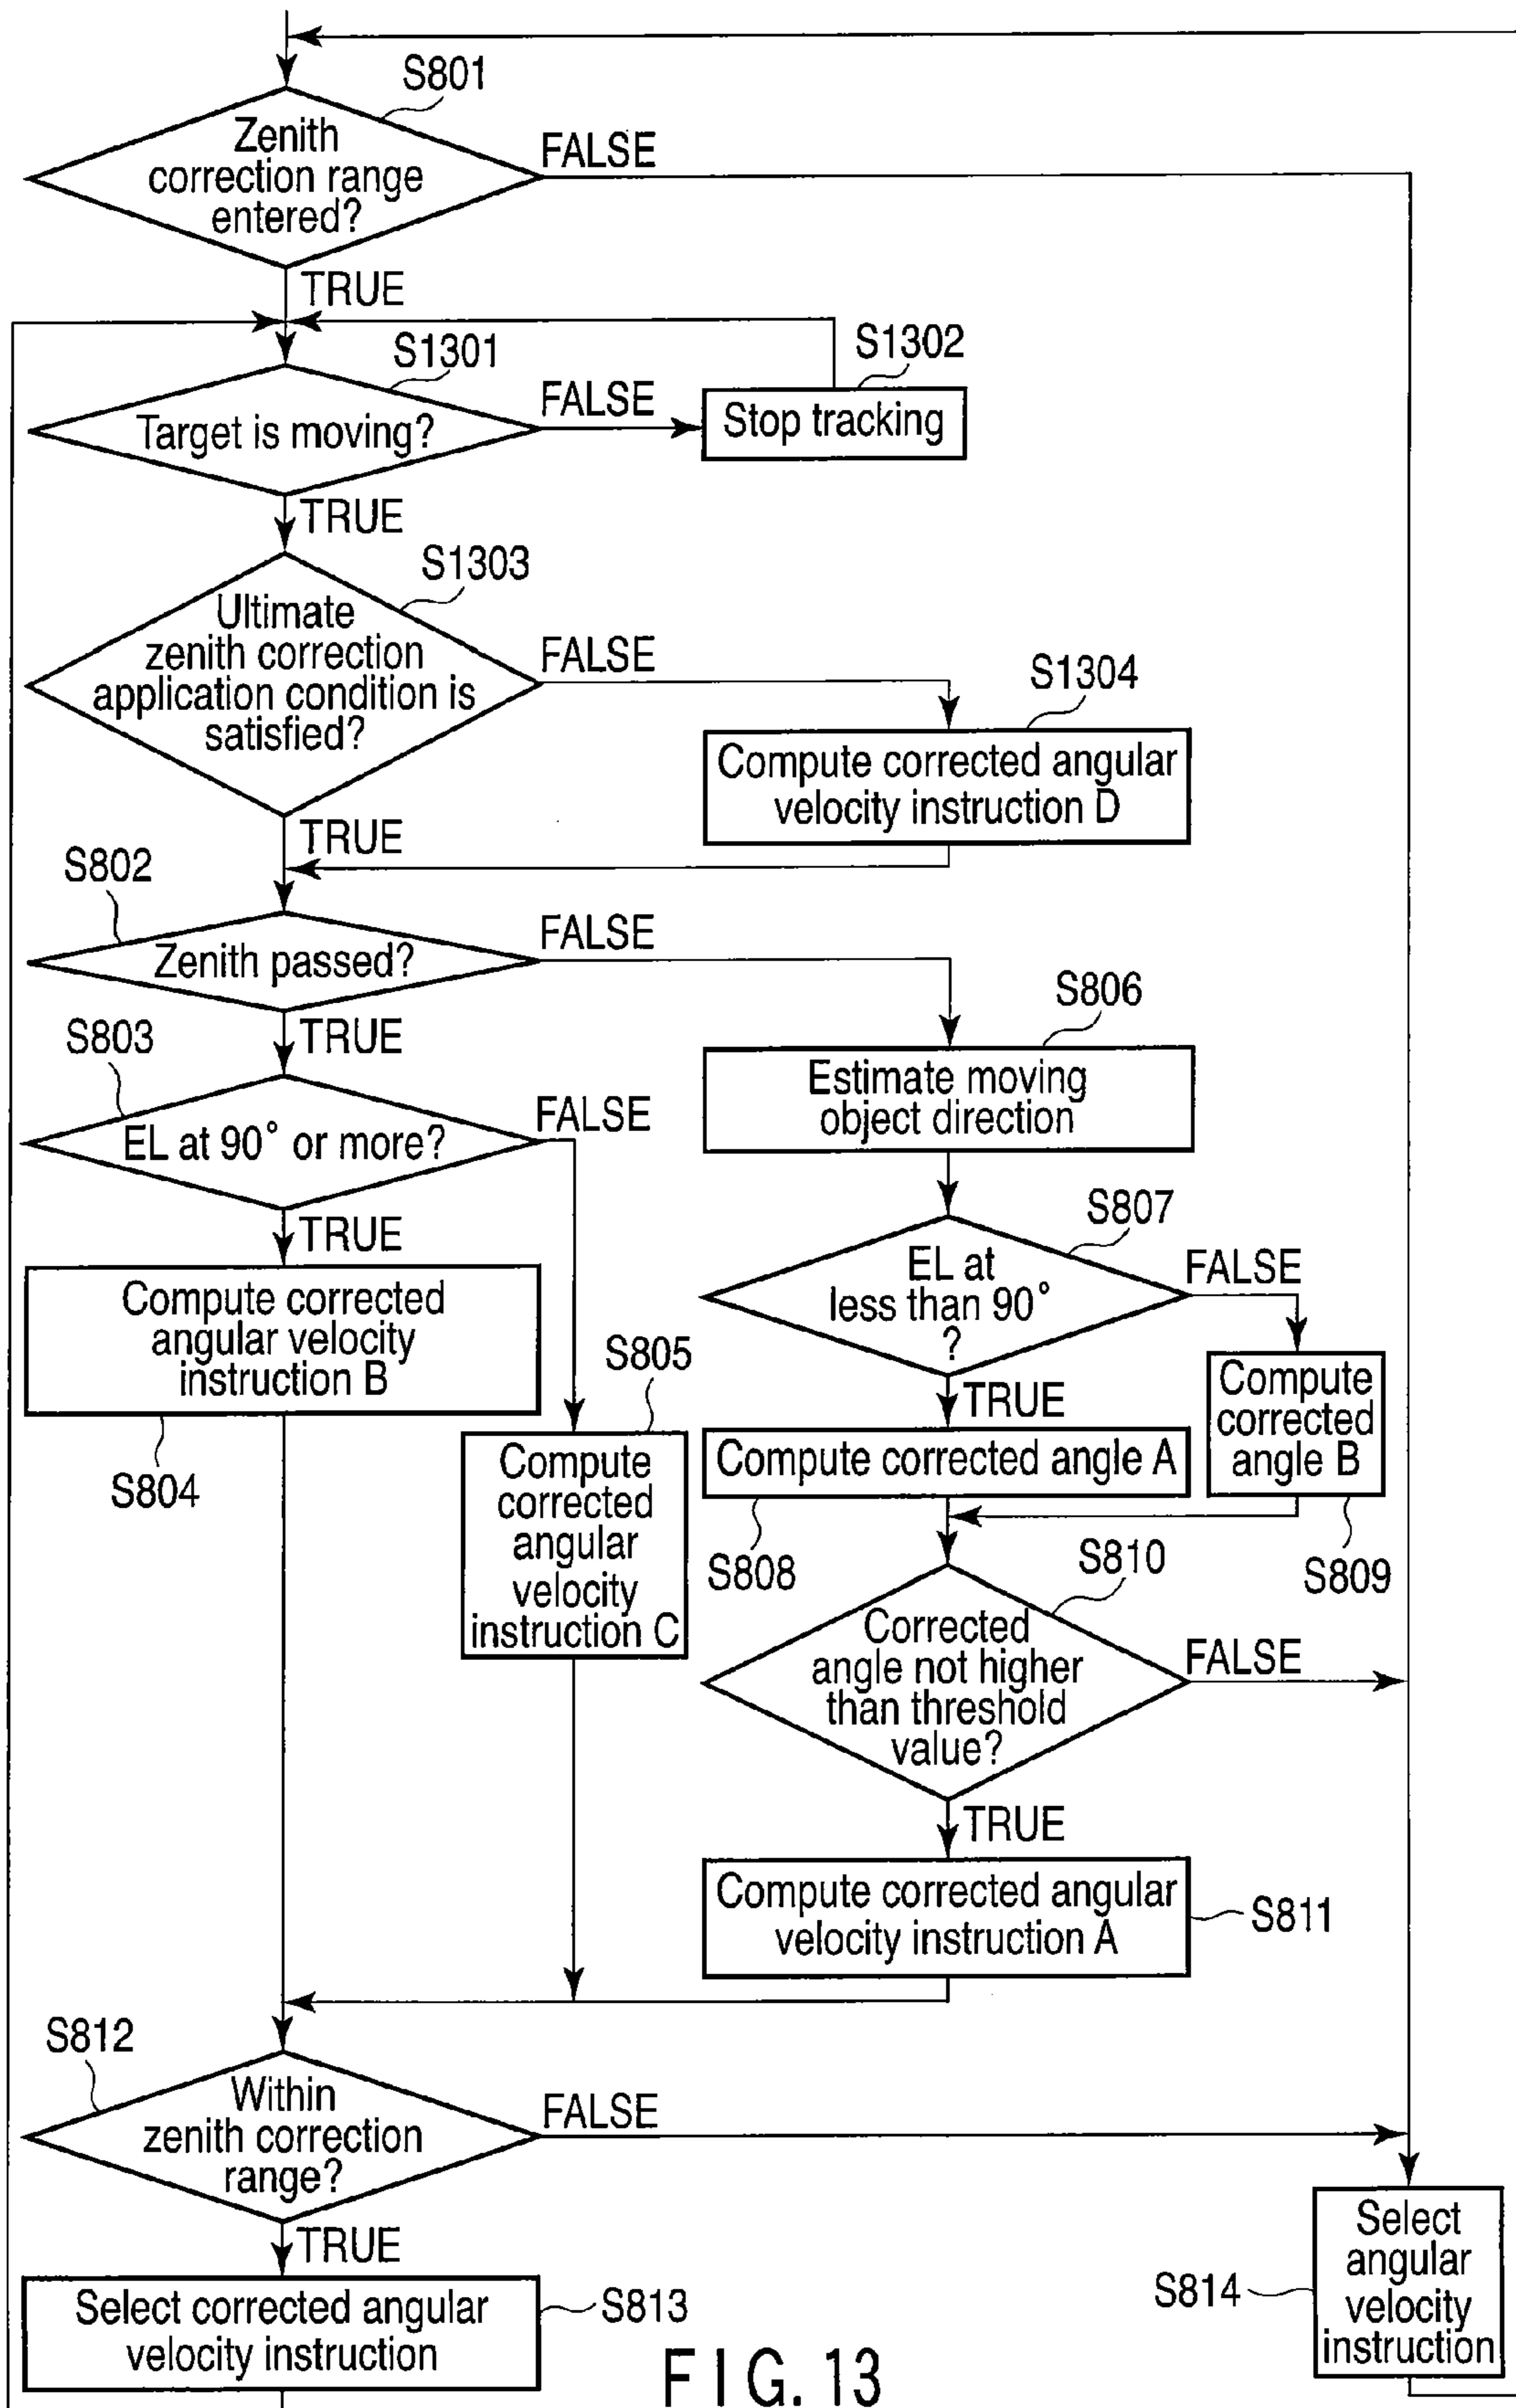 S801
Zenith
correction range
entered?
FALSE
TRUE
S1301
Target is moving?
FALSE
S1302
Stop tracking
TRUE
S1303
Ultimate
zenith correction
application condition is
satisfied?
FALSE
S1304
Compute corrected angular
velocity instruction D
TRUE
S802
Zenith passed?
FALSE
TRUE
S803
EL at 90° or more?
FALSE
TRUE
Compute corrected
angular velocity
instruction B
S804
S805
Compute
corrected
angular
velocity
instruction C
S806
Estimate moving
object direction
S807
EL at
less than 90°
?
FALSE
TRUE
Compute corrected angle A
S808
Compute
corrected
angle B
S809
S810
Corrected
angle not higher
than threshold
value?
FALSE
TRUE
Compute corrected angular
velocity instruction A
S811
S812
Within
zenith correction
range?
FALSE
TRUE
Select corrected angular
velocity instruction
S813
S814
Select
angular
velocity
instruction
FIG. 13